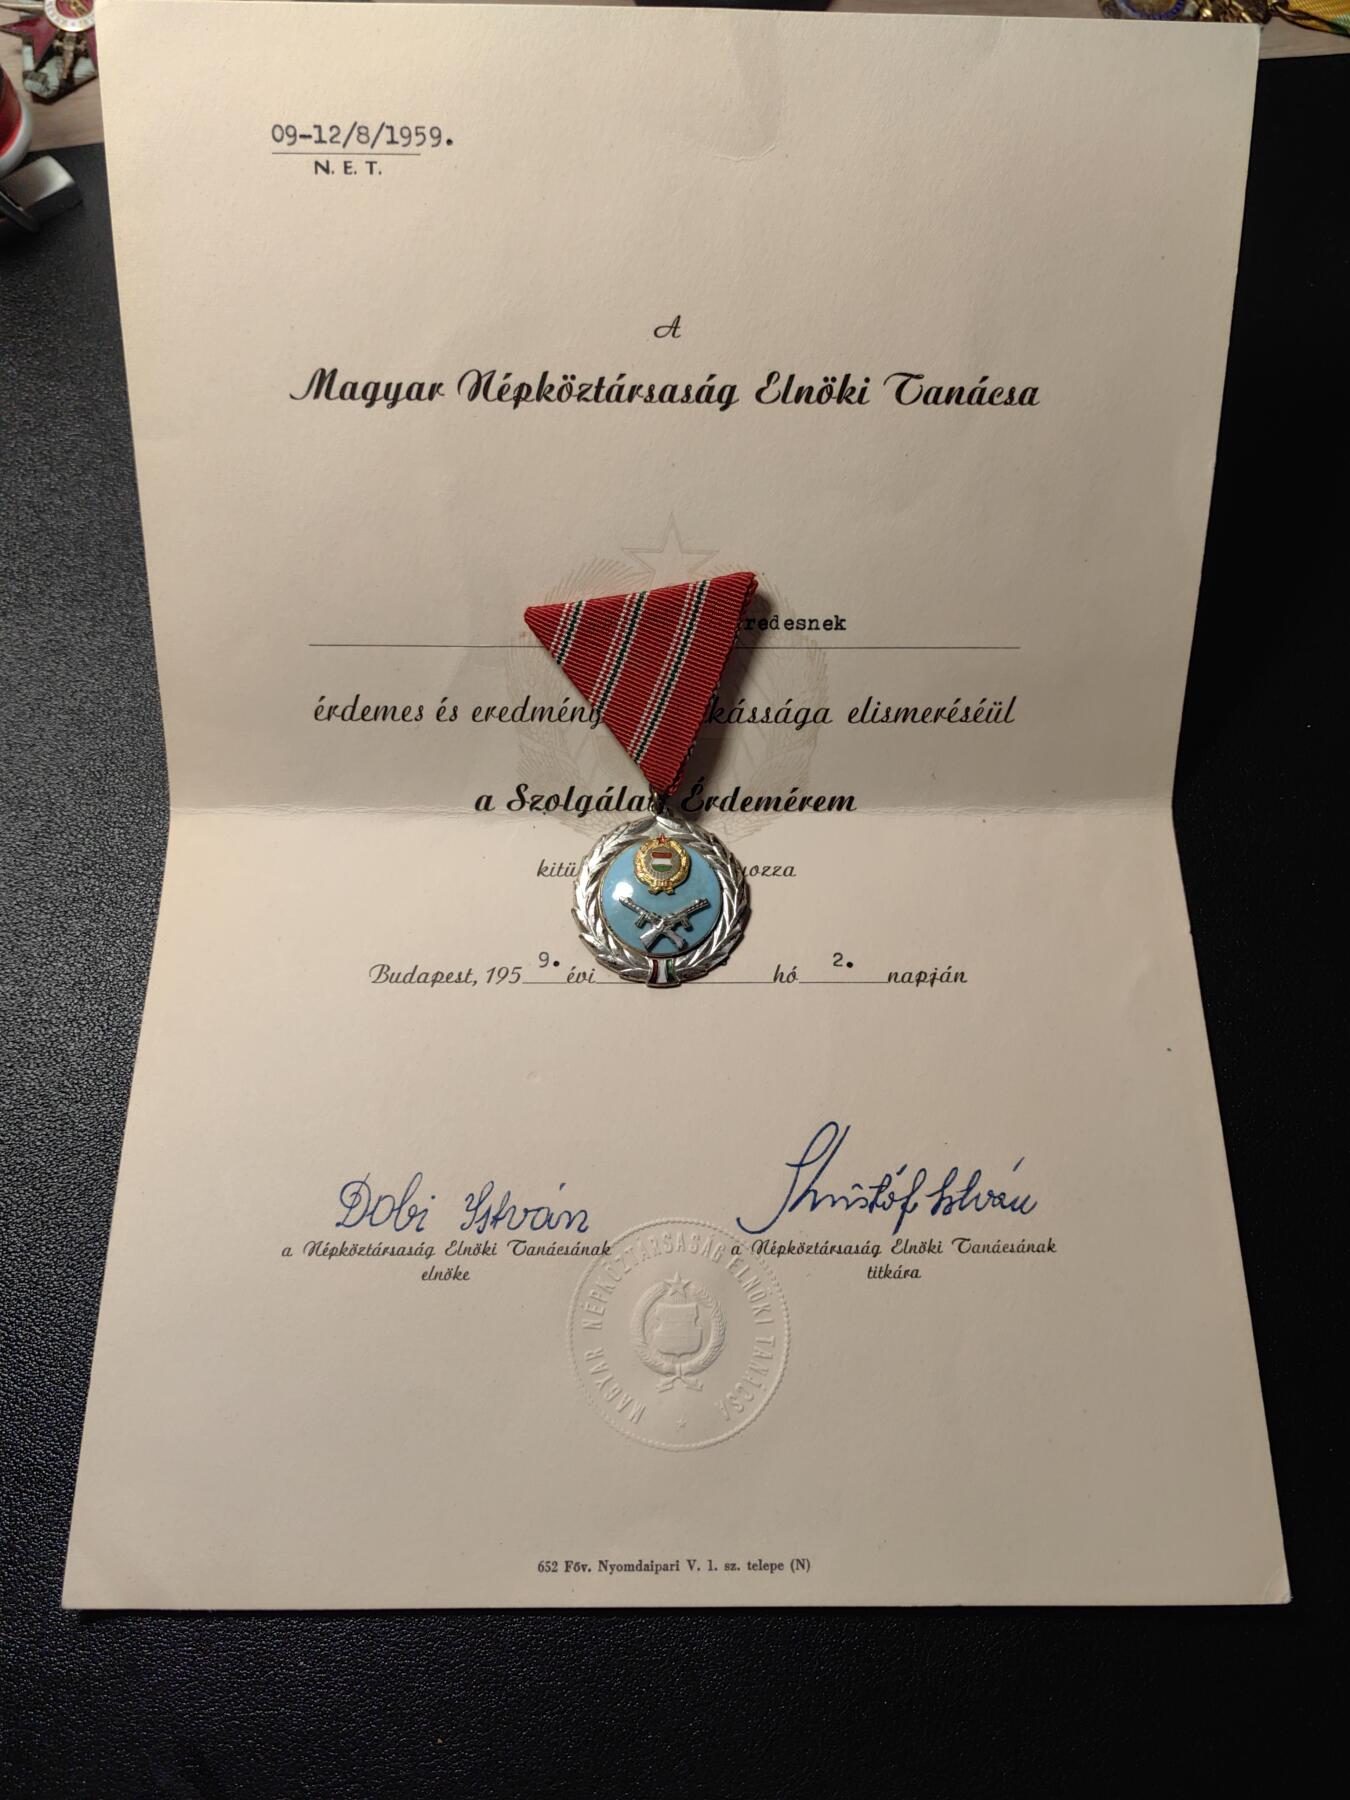 09-12/8/1959.
N. E. T.
A
Magyar Népköztársaság Elnöki Tanácsa
redesnek
érdemes és eredmény kássága elismeréséül
a Szolgálati Érdemérem
kitü ozza
Budapest, 195 9. évi hó 2. napján
Dobi István
Kristóf István
a Népköztársaság Elnöki Tanácsának
elnöke
a Népköztársaság Elnöki Tanácsának
titkára
MAGYAR NÉPKÖZTÁRSASÁG ELNÖKI TANÁCSA
652 Főv. Nyomdaipari V. 1. sz. telepe (N)